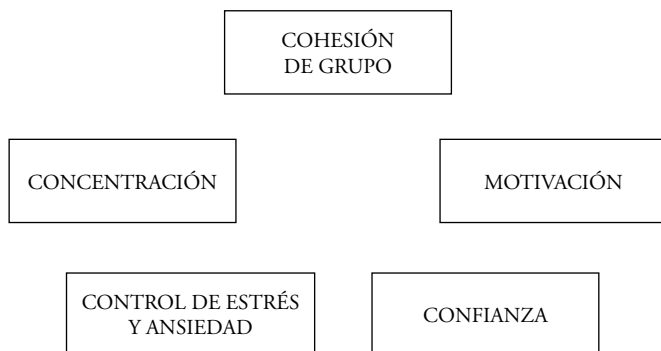 COHESIÓN
DE GRUPO
CONCENTRACIÓN
MOTIVACIÓN
CONTROL DE ESTRÉS
Y ANSIEDAD
CONFIANZA